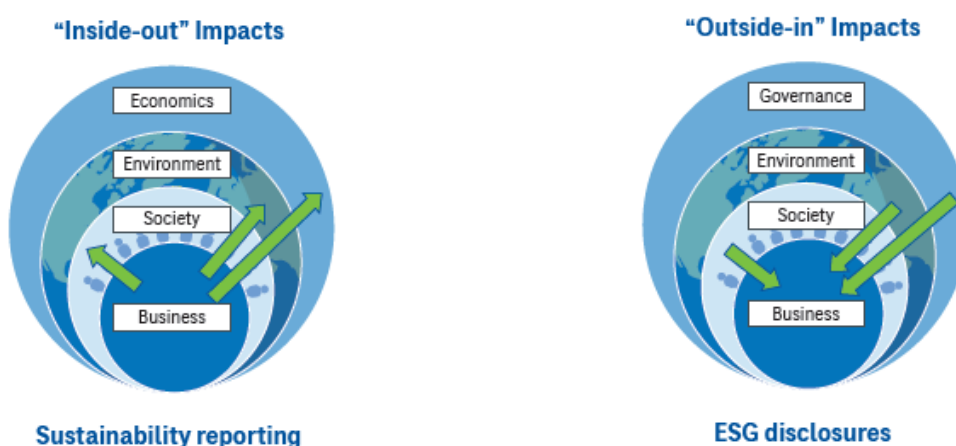 “Inside-out” Impacts
Economics
Environment
Society
Business
Sustainability reporting
“Outside-in” Impacts
Governance
Environment
Society
Business
ESG disclosures